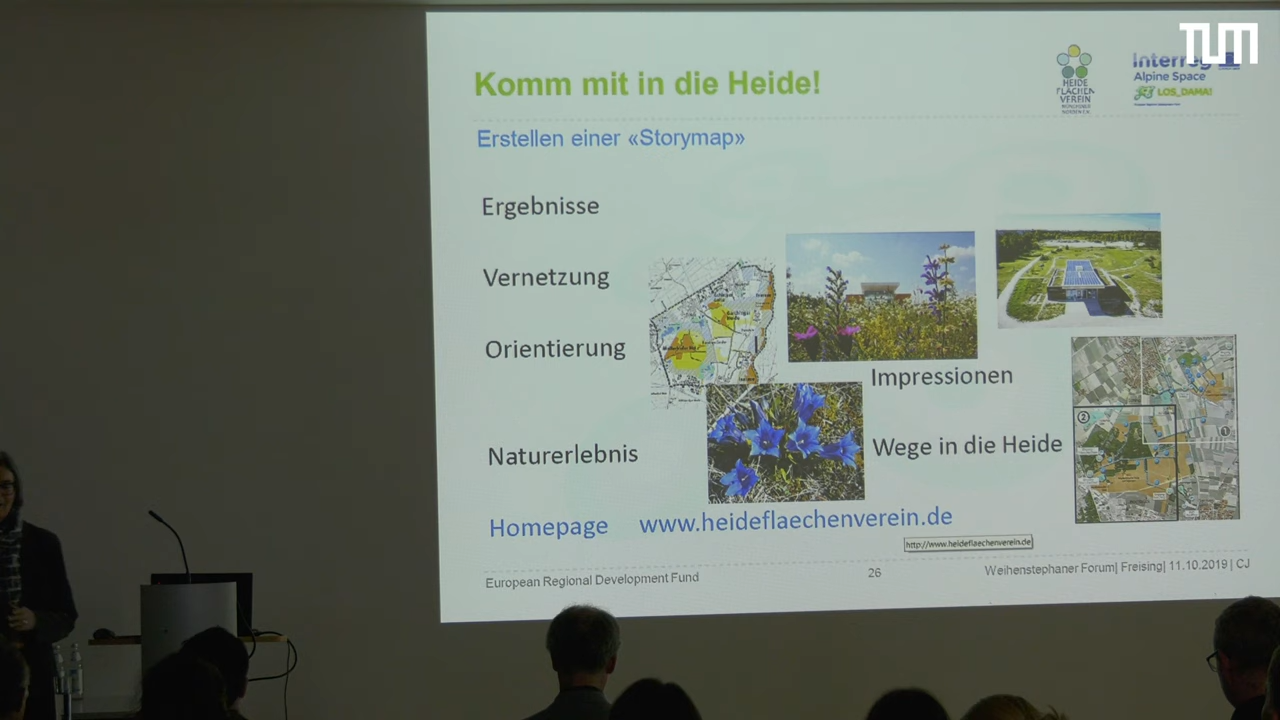 TUM
Komm mit in die Heide!
HEIDE
FLÄCHEN
VEREIN
Interreg
Alpine Space
LOS_DAMA!
Erstellen einer «Storymap»
Ergebnisse
Vernetzung
Orientierung
Impressionen
Naturerlebnis
Wege in die Heide
②
①
Homepage www.heideflaechenverein.de
http://www.heideflaechenverein.de
European Regional Development Fund
26
Weihenstephaner Forum| Freising| 11.10.2019 | CJ